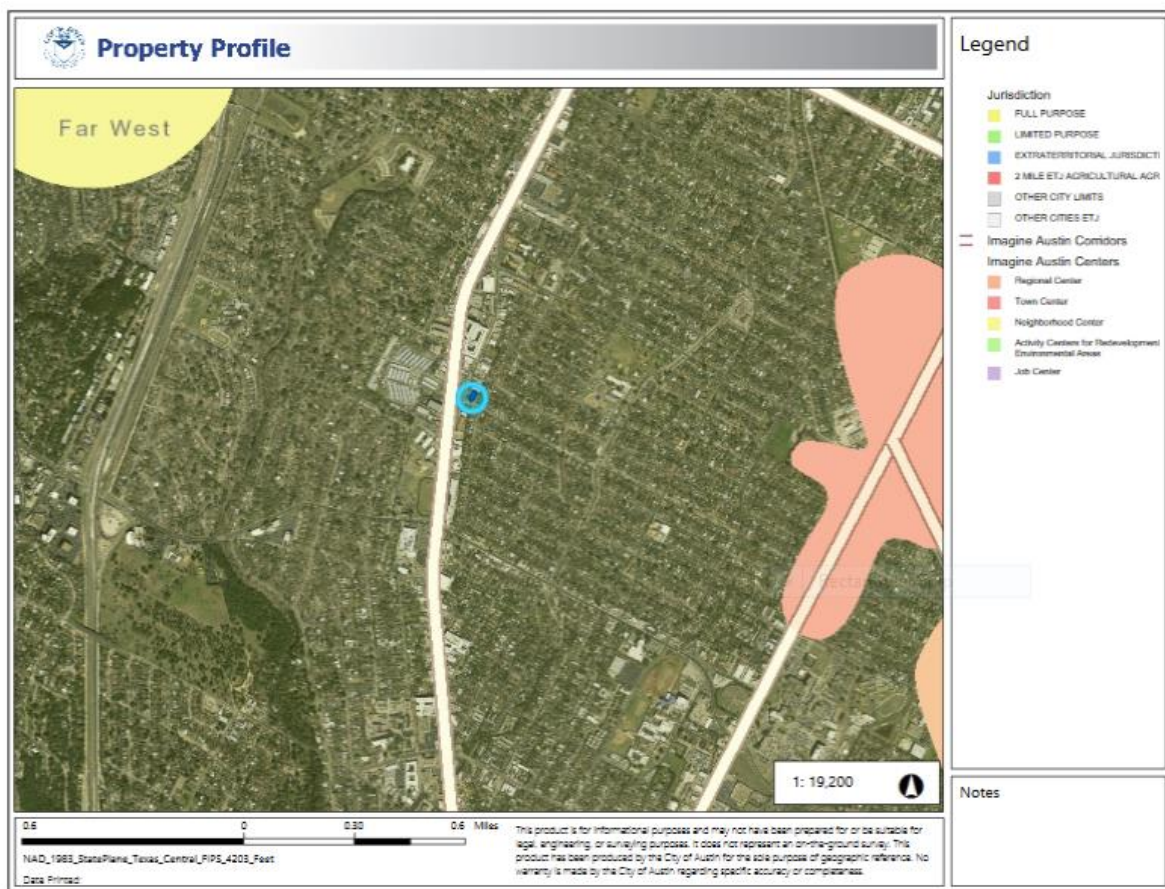 Property Profile
Far West
1: 19,200
Legend
Jurisdiction
FULL PURPOSE
LIMITED PURPOSE
EXTRATERRITORIAL JURISDICTI
2 MILE ETJ AGRICULTURAL AGR
OTHER CITY LIMITS
OTHER CITIES ETJ
Imagine Austin Corridors
Imagine Austin Centers
Regional Center
Town Center
Neighborhood Center
Activity Centers for Redevelopment
Environmental Areas
Job Center
Notes
0.6 0 0.30 0.6 Miles
NAD_1983_StatePlane_Texas_Central_FIPS_4203_Feet
Date Printed:
This product is for informational purposes and may not have been prepared for or be suitable for
legal, engineering, or surveying purposes. It does not represent an on-the-ground survey. This
product has been produced by the City of Austin for the sole purpose of geographic reference. No
warranty is made by the City of Austin regarding specific accuracy or completeness.